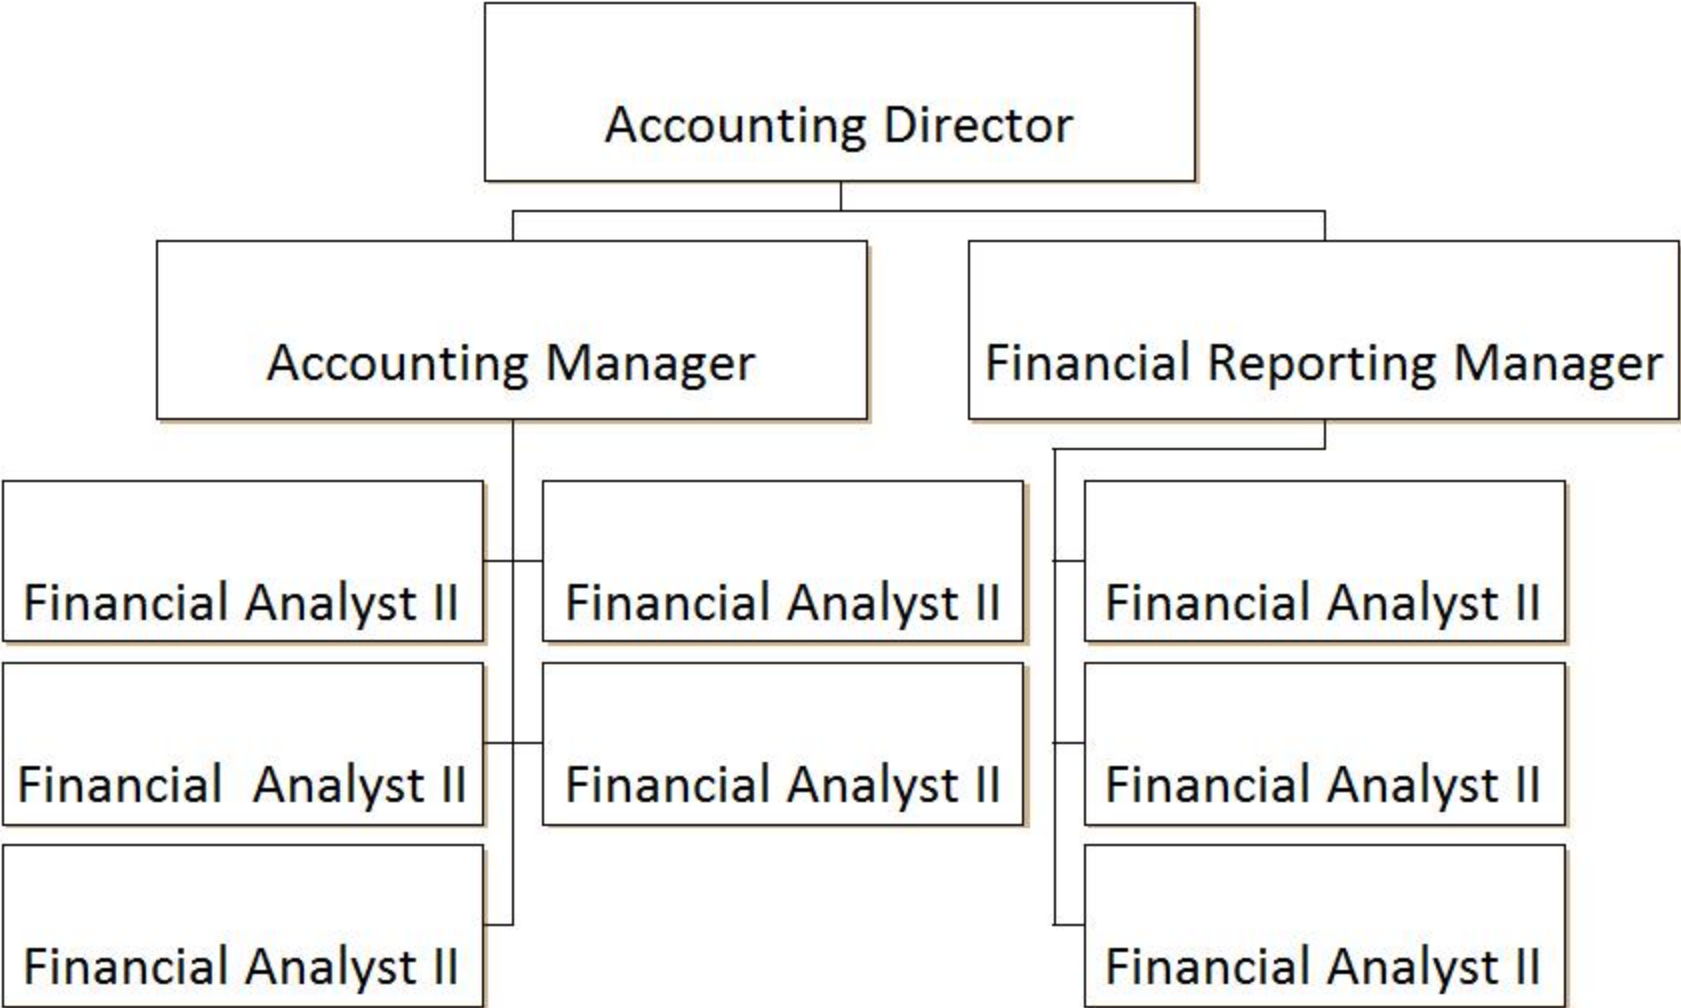 Accounting Director
Accounting Manager
Financial Reporting Manager
Financial Analyst II
Financial Analyst II
Financial Analyst II
Financial  Analyst II
Financial Analyst II
Financial Analyst II
Financial Analyst II
Financial Analyst II